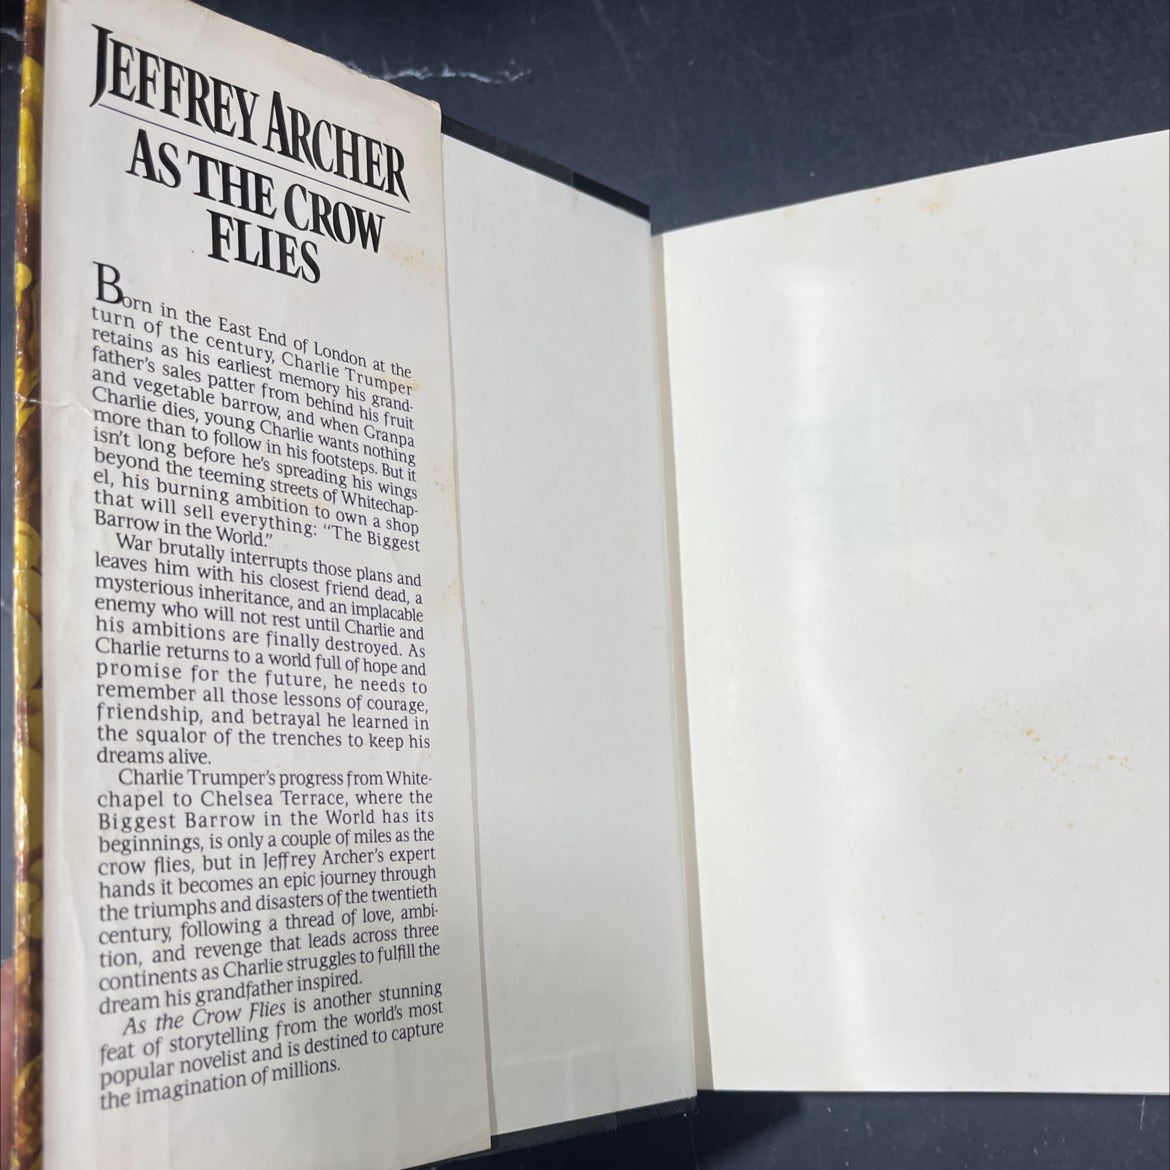 JEFFREY ARCHER
AS THE CROW
FLIES
Born in the East End of London at the
turn of the century, Charlie Trumper
retains as his earliest memory his grand-
father's sales patter from behind his fruit
and vegetable barrow, and when Granpa
Charlie dies, young Charlie wants nothing
more than to follow in his footsteps. But it
isn't long before he's spreading his wings
beyond the teeming streets of Whitechap-
el, his burning ambition to own a shop
that will sell everything: “The Biggest
Barrow in the World.”
War brutally interrupts those plans and
leaves him with his closest friend dead, a
mysterious inheritance, and an implacable
enemy who will not rest until Charlie and
his ambitions are finally destroyed. As
Charlie returns to a world full of hope and
promise for the future, he needs to
remember all those lessons of courage,
friendship, and betrayal he learned in
the squalor of the trenches to keep his
dreams alive.
Charlie Trumper's progress from White-
chapel to Chelsea Terrace, where the
Biggest Barrow in the World has its
beginnings, is only a couple of miles as the
crow flies, but in Jeffrey Archer's expert
hands it becomes an epic journey through
the triumphs and disasters of the twentieth
century, following a thread of love, ambi-
tion, and revenge that leads across three
continents as Charlie struggles to fulfill the
dream his grandfather inspired.
As the Crow Flies is another stunning
feat of storytelling from the world's most
popular novelist and is destined to capture
the imagination of millions.